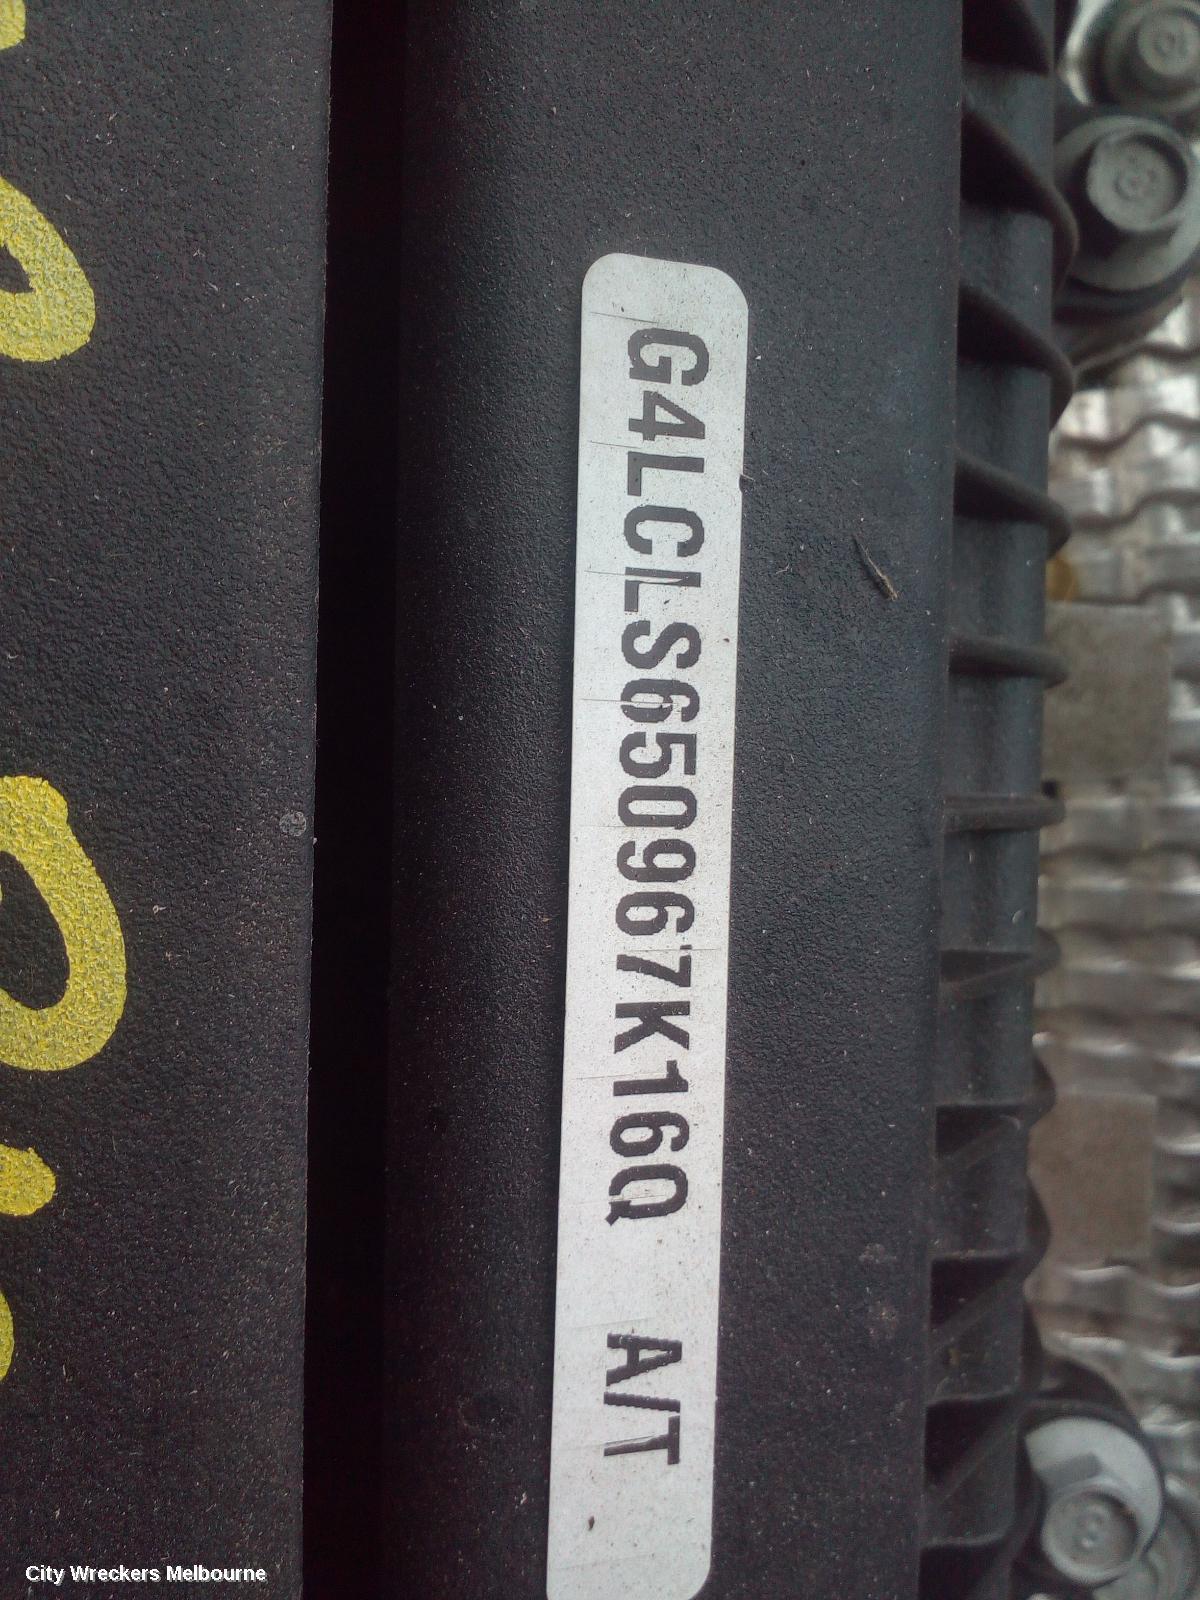 G4LCLS650967K16Q A/T
City Wreckers Melbourne